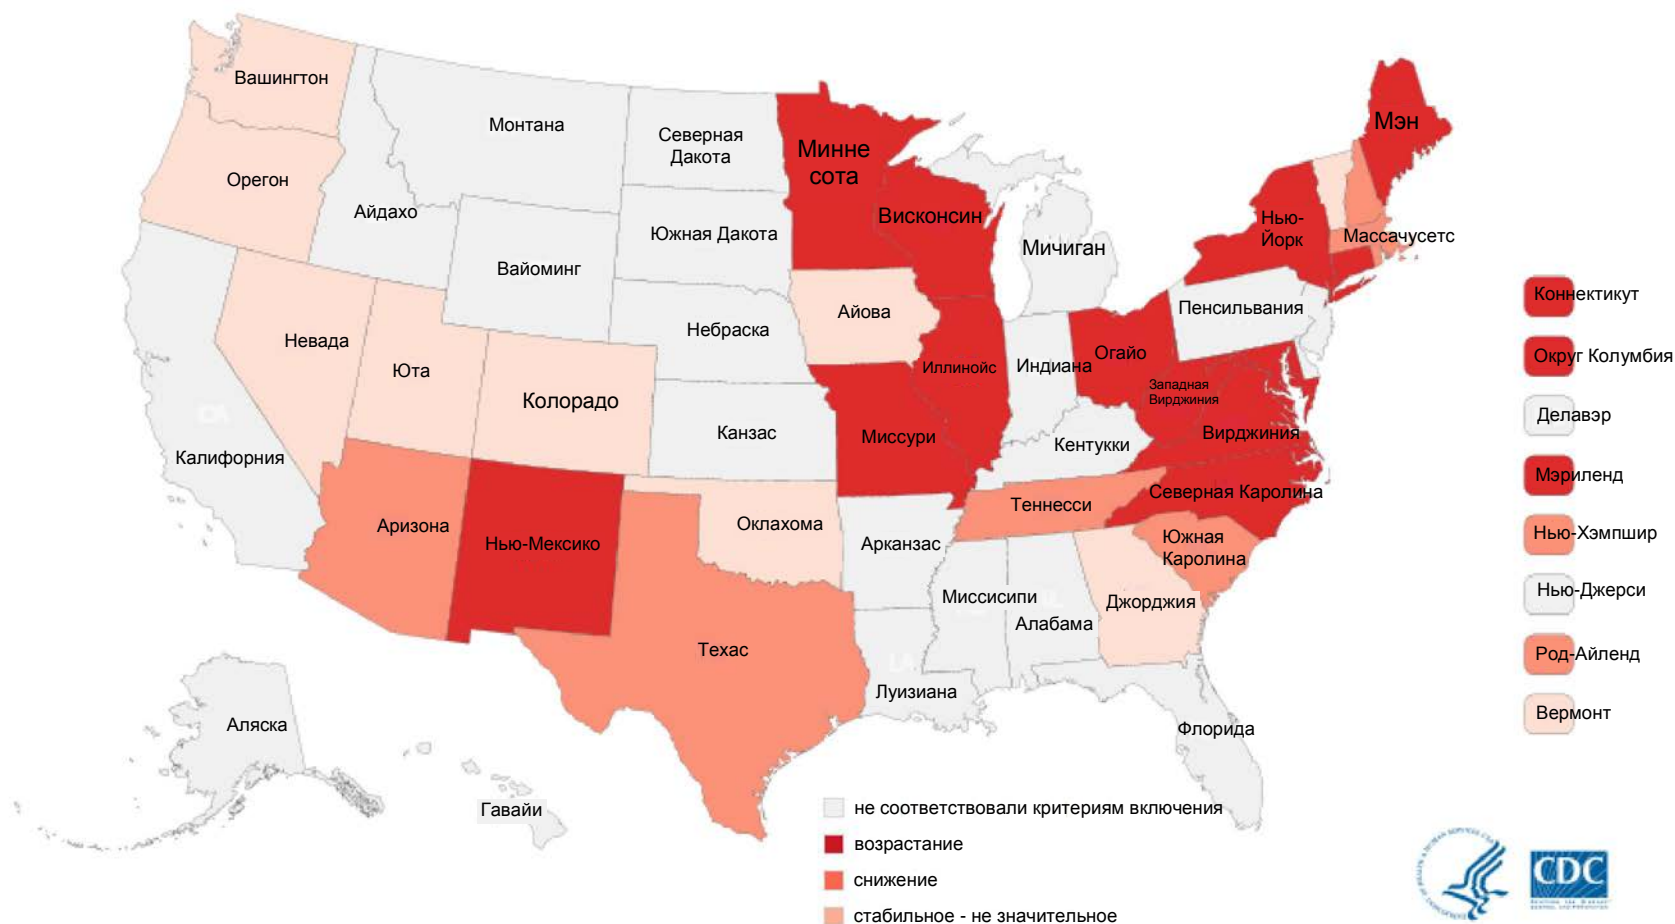 Вашингтон
Монтана
Северная
Дакота
Минне
сота
Мэн
Орегон
Айдахо
Южная Дакота
Висконсин
Мичиган
Нью-
Йорк
Массачусетс
Вайоминг
Небраска
Айова
Пенсильвания
Невада
Юта
Колорадо
Иллинойс
Индиана
Огайо
Западная
Вирджиния
Вирджиния
Калифорния
Канзас
Миссури
Кентукки
Северная Каролина
Аризона
Нью-Мексико
Оклахома
Арканзас
Теннесси
Южная
Каролина
Миссисипи
Алабама
Джорджия
Техас
Луизиана
Флорида
Аляска
Гавайи
Коннектикут
Округ Колумбия
Делавэр
Мэриленд
Нью-Хэмпшир
Нью-Джерси
Род-Айленд
Вермонт
не соответствовали критериям включения
возрастание
снижение
стабильное - не значительное
CDC